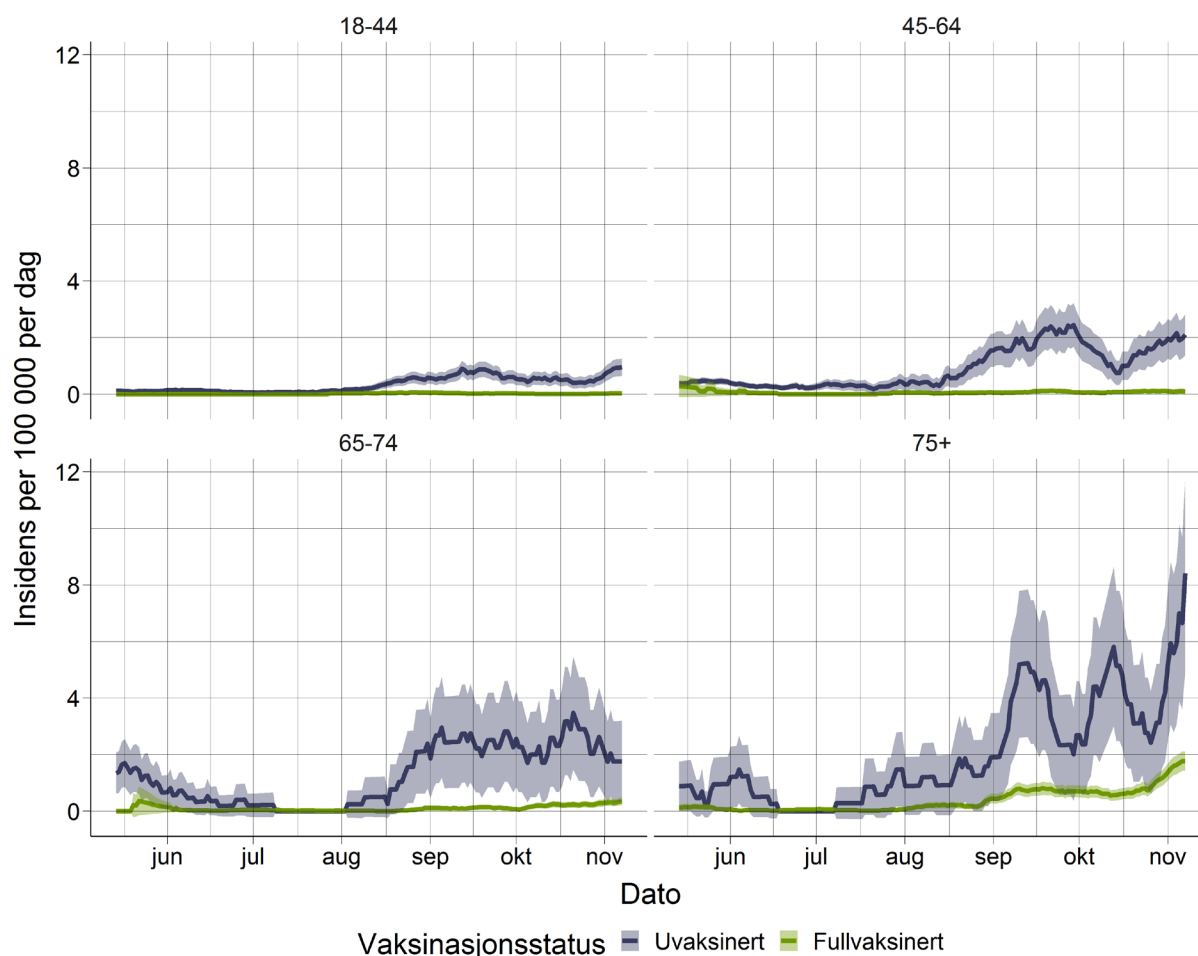 18-44
45-64
12
8
4
0
65-74
75+
12
8
4
0
jun jul aug sep okt nov
jun jul aug sep okt nov
Insidens per 100 000 per dag
Dato
Vaksinasjonsstatus Uvaksinert Fullvaksinert